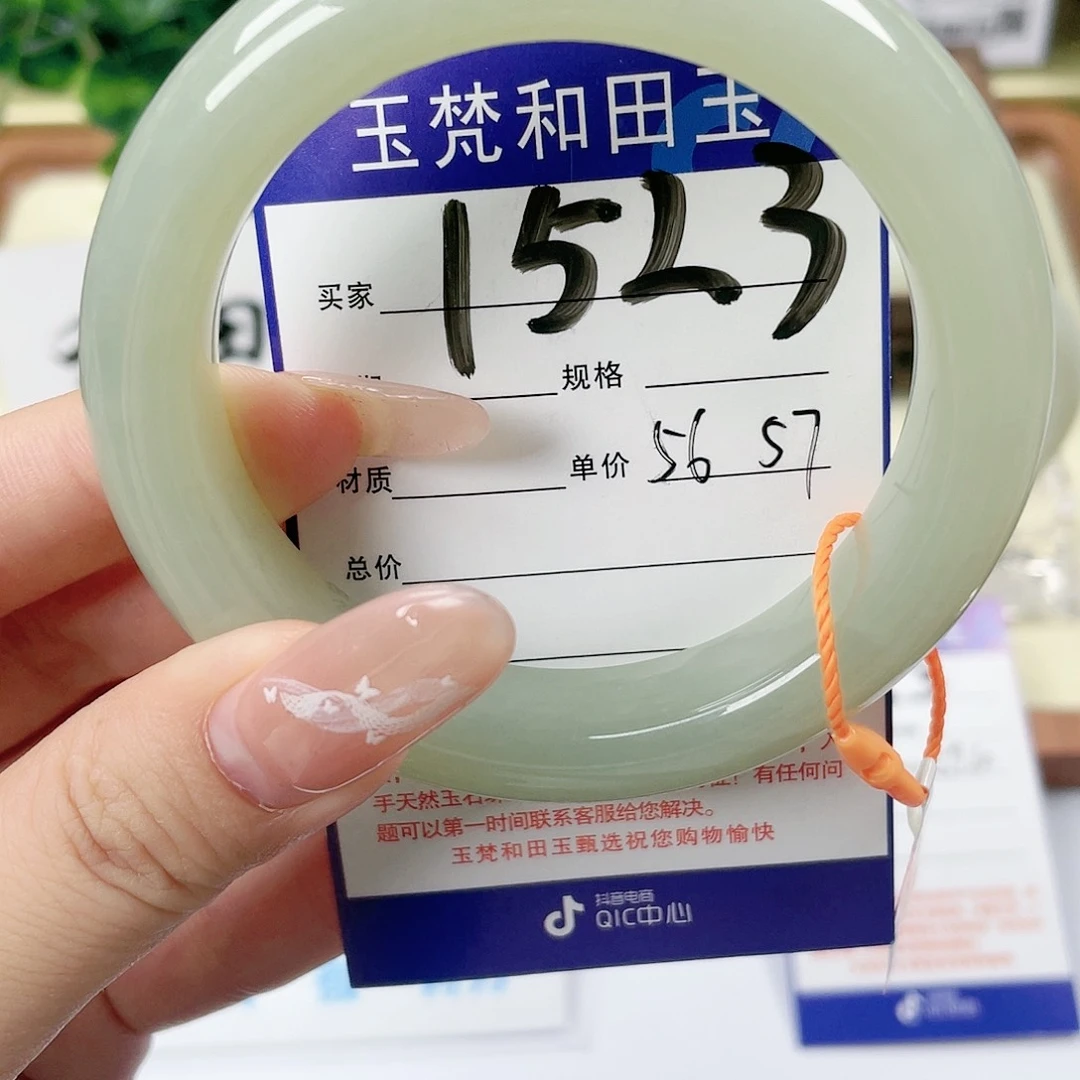 玉梵和田玉
1523
买家
规格
56 57
材质 单价
总价
有任何问
手天然玉石
题可以第一时间联系客服给您解决。
玉梵和田玉甄选祝您购物愉快
抖音电商
QIC中心